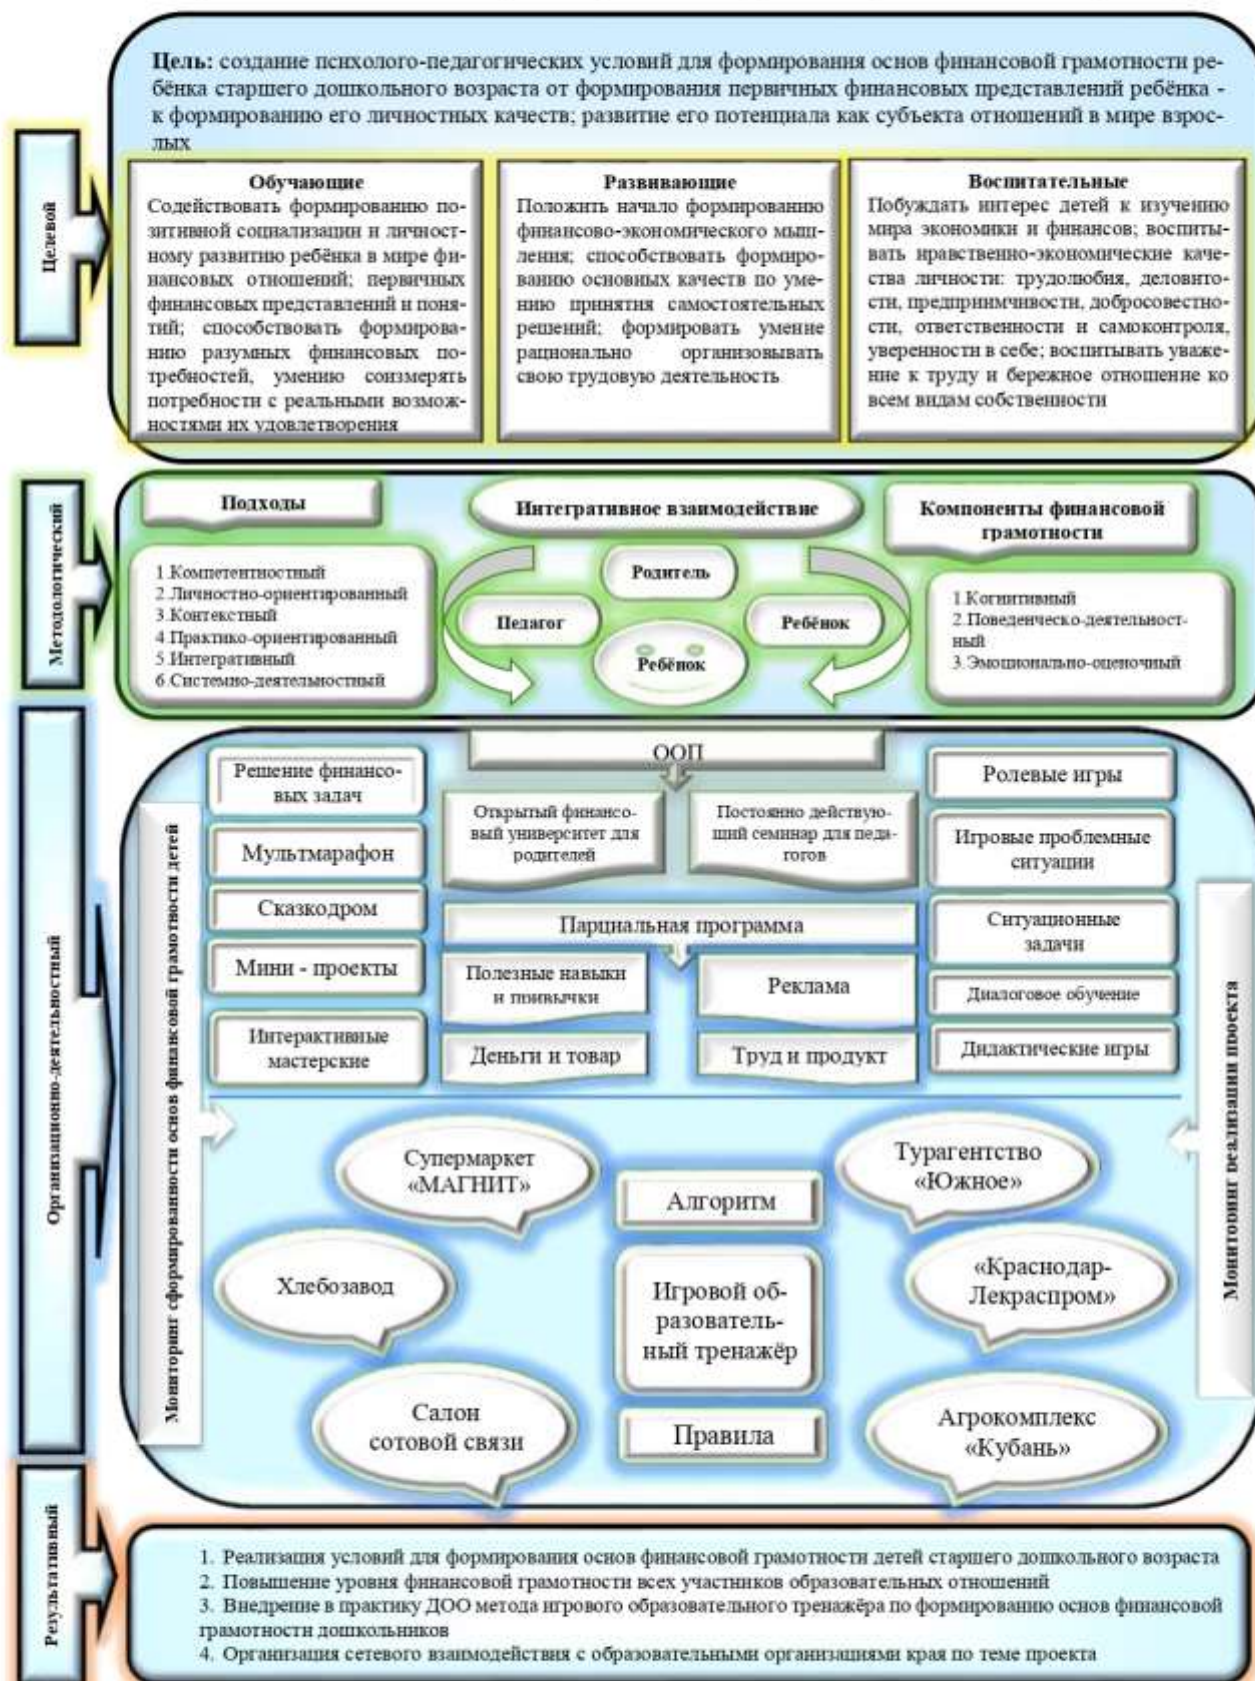 Цель: создание психолого-педагогических условий для формирования основ финансовой грамотности ре-
бёнка старшего дошкольного возраста от формирования первичных финансовых представлений ребёнка -
к формированию его личностных качеств; развитие его потенциала как субъекта отношений в мире взрос-
лых
Целевой
Обучающие
Содействовать формированию по-
зитивной социализации и личност-
ному развитию ребёнка в мире фи-
нансовых отношений; первичных
финансовых представлений и поня-
тий; способствовать формирова-
нию разумных финансовых по-
требностей, умению соизмерять
потребности с реальными возмож-
ностями их удовлетворения
Развивающие
Положить начало формированию
финансово-экономического мыш-
ления; способствовать формиро-
ванию основных качеств по уме-
нию принятия самостоятельных
решений; формировать умение
рационально организовывать
свою трудовую деятельность
Воспитательные
Побуждать интерес детей к изучению
мира экономики и финансов; воспиты-
вать нравственно-экономические каче-
ства личности: трудолюбия, деловито-
сти, предприимчивости, добросовестно-
сти, ответственности и самоконтроля,
уверенности в себе; воспитывать уваже-
ние к труду и бережное отношение ко
всем видам собственности
Методологический
Подходы
1.Компетентностный
2.Личностно-ориентированный
3.Контекстный
4.Практико-ориентированный
5.Интегративный
6.Системно-деятельностный
Интегративное взаимодействие
Родитель
Педагог
Ребёнок
Ребёнок
Компоненты финансовой
грамотности
1.Когнитивный
2.Поведенческо-деятельност-
ный
3.Эмоционально-оценочный
Организационно-деятельностный
Мониторинг сформированности основ финансовой грамотности детей
Решение финансо-
вых задач
Мультмарафон
Сказкодром
Мини - проекты
Интерактивные
мастерские
ООП
Открытый финансо-
вый университет для
родителей
Постоянно действую-
щий семинар для педа-
гогов
Парциальная программа
Полезные навыки
и привычки
Реклама
Деньги и товар
Труд и продукт
Ролевые игры
Игровые проблемные
ситуации
Ситуационные
задачи
Диалоговое обучение
Дидактические игры
Мониторинг реализации проекта
Супермаркет
«МАГНИТ»
Хлебозавод
Салон
сотовой связи
Алгоритм
Игровой об-
разователь-
ный тренажёр
Правила
Турагентство
«Южное»
«Краснодар-
Лекраспром»
Агрокомплекс
«Кубань»
Результативный
1. Реализация условий для формирования основ финансовой грамотности детей старшего дошкольного возраста
2. Повышение уровня финансовой грамотности всех участников образовательных отношений
3. Внедрение в практику ДОО метода игрового образовательного тренажёра по формированию основ финансовой
грамотности дошкольников
4. Организация сетевого взаимодействия с образовательными организациями края по теме проекта